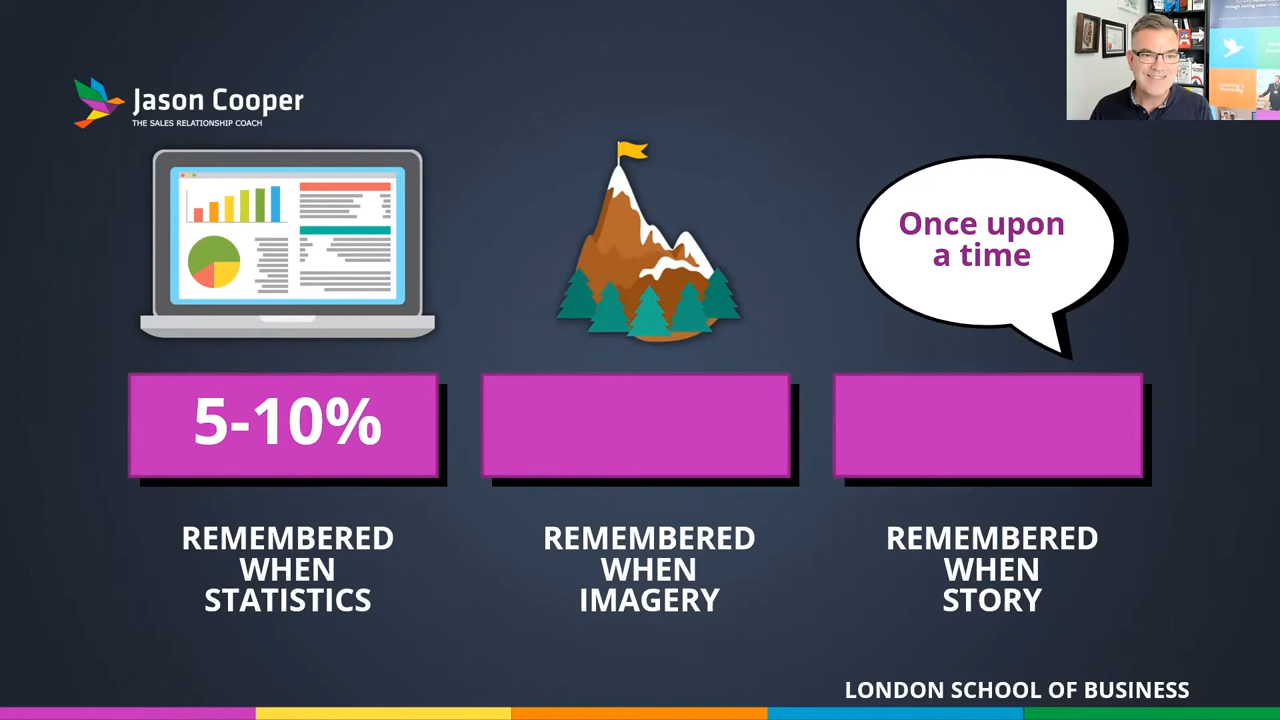 Jason Cooper
THE SALES RELATIONSHIP COACH
Once upon
a time
5-10%
REMEMBERED
WHEN
STATISTICS
REMEMBERED
WHEN
IMAGERY
REMEMBERED
WHEN
STORY
LONDON SCHOOL OF BUSINESS